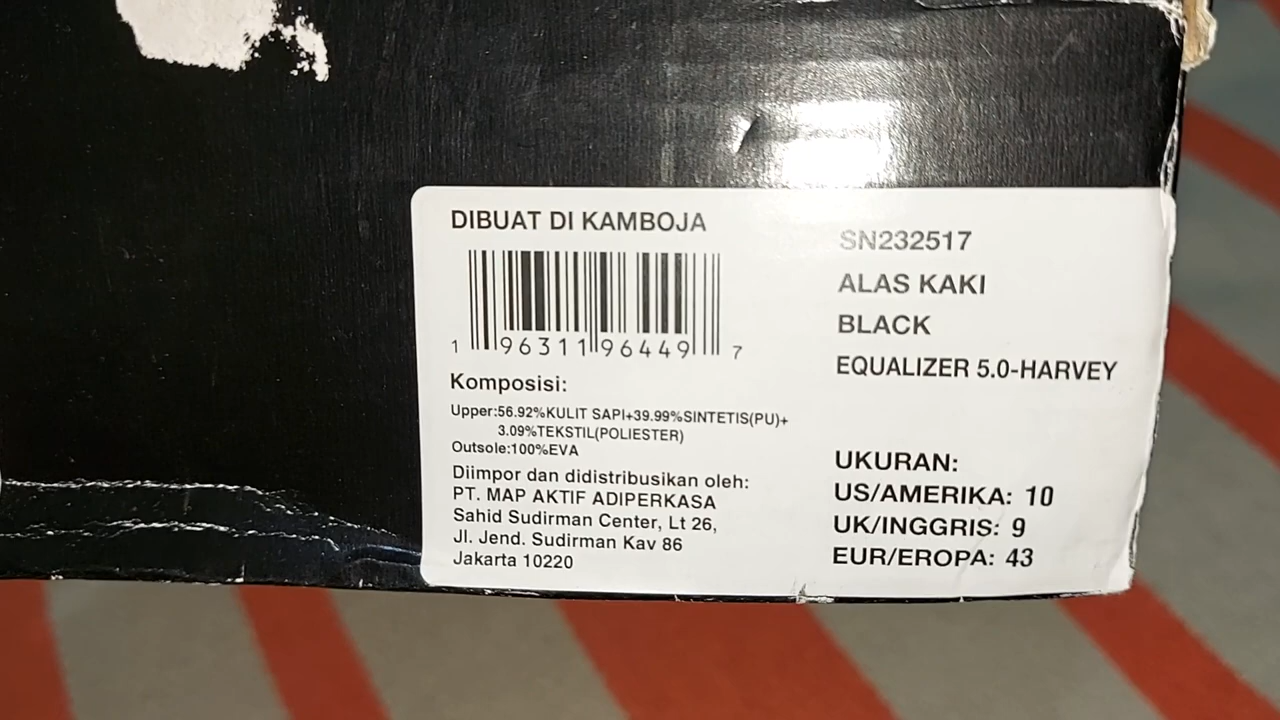 DIBUAT DI KAMBOJA
1 96311 96449 7
Komposisi:
Upper:56.92%KULIT SAPI+39.99%SINTETIS(PU)+
3.09%TEKSTIL(POLIESTER)
Outsole:100%EVA
Diimpor dan didistribusikan oleh:
PT. MAP AKTIF ADIPERKASA
Sahid Sudirman Center, Lt 26,
Jl. Jend. Sudirman Kav 86
Jakarta 10220
SN232517
ALAS KAKI
BLACK
EQUALIZER 5.0-HARVEY
UKURAN:
US/AMERIKA: 10
UK/INGGRIS: 9
EUR/EROPA: 43